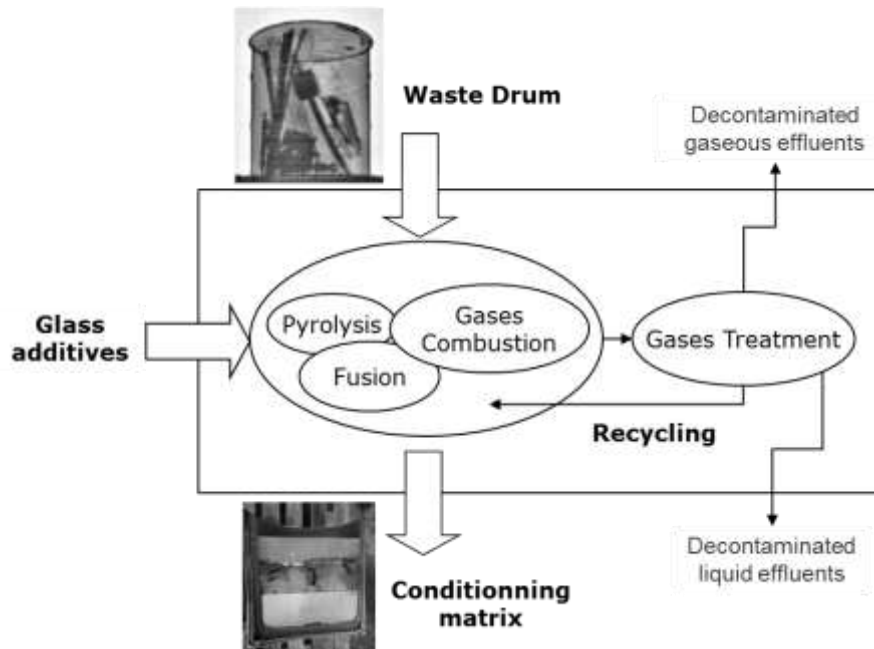 Waste Drum
Decontaminated
gaseous effluents
Glass
additives
Pyrolysis
Gases
Combustion
Fusion
Gases Treatment
Recycling
Conditionning
matrix
Decontaminated
liquid effluents